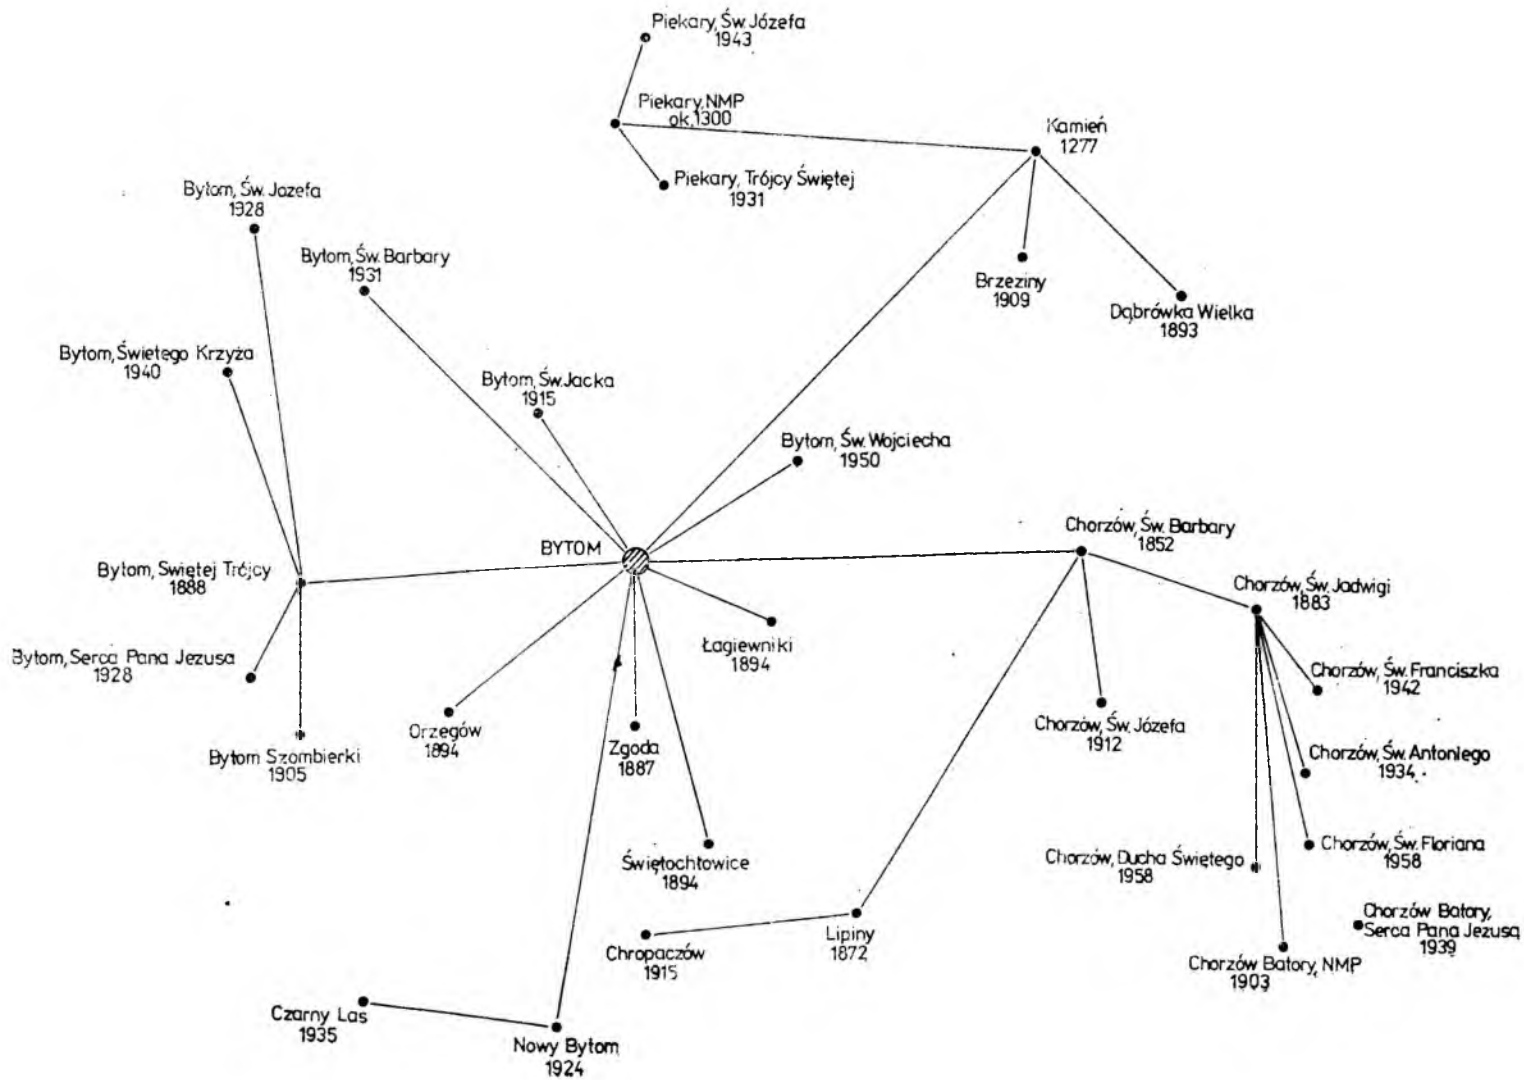 Piekary, Św. Józefa
1943
Piekary, NMP
ok. 1300
Kamień
1277
Piekary, Trójcy Świętej
1931
Bytom, Św. Jozefa
1928
Bytom, Św. Barbary
1931
Brzeziny
1909
Dąbrówka Wielka
1893
Bytom, Świetego Krzyża
1940
Bytom, Św. Jacka
1915
Bytom, Św. Wojciecha
1950
BYTOM
Chorzów, Św. Barbary
1852
Bytom, Swiętej Trójcy
1888
Chorzów, Św. Jadwigi
1883
Łagiewniki
1894
Bytom, Serca Pana Jezusa
1928
Chorzów, Św. Franciszka
1942
Orzegów
1894
Zgoda
1887
Chorzów, Św. Józefa
1912
Bytom Szombierki
1905
Chorzów, Św. Antoniego
1934
Świętochłowice
1894
Chorzów, Ducha Świętego
1958
Chorzów, Św. Floriana
1958
Chropaczów
1915
Lipiny
1872
Chorzów Batory,
Serca Pana Jezusa
1939
Chorzów Batory, NMP
1903
Czarny Las
1935
Nowy Bytom
1924